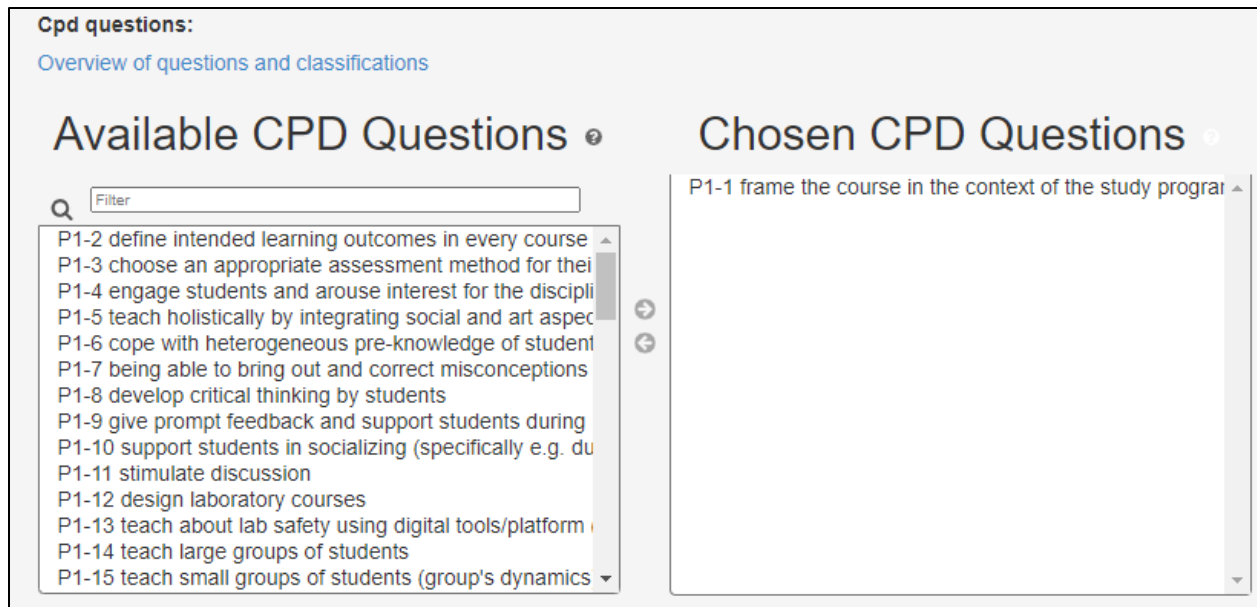 Cpd questions:
Overview of questions and classifications
Available CPD Questions
Filter
P1-2 define intended learning outcomes in every course
P1-3 choose an appropriate assessment method for thei
P1-4 engage students and arouse interest for the discipli
P1-5 teach holistically by integrating social and art aspec
P1-6 cope with heterogeneous pre-knowledge of student
P1-7 being able to bring out and correct misconceptions
P1-8 develop critical thinking by students
P1-9 give prompt feedback and support students during
P1-10 support students in socializing (specifically e.g. du
P1-11 stimulate discussion
P1-12 design laboratory courses
P1-13 teach about lab safety using digital tools/platform (
P1-14 teach large groups of students
P1-15 teach small groups of students (group's dynamics
Chosen CPD Questions
P1-1 frame the course in the context of the study program